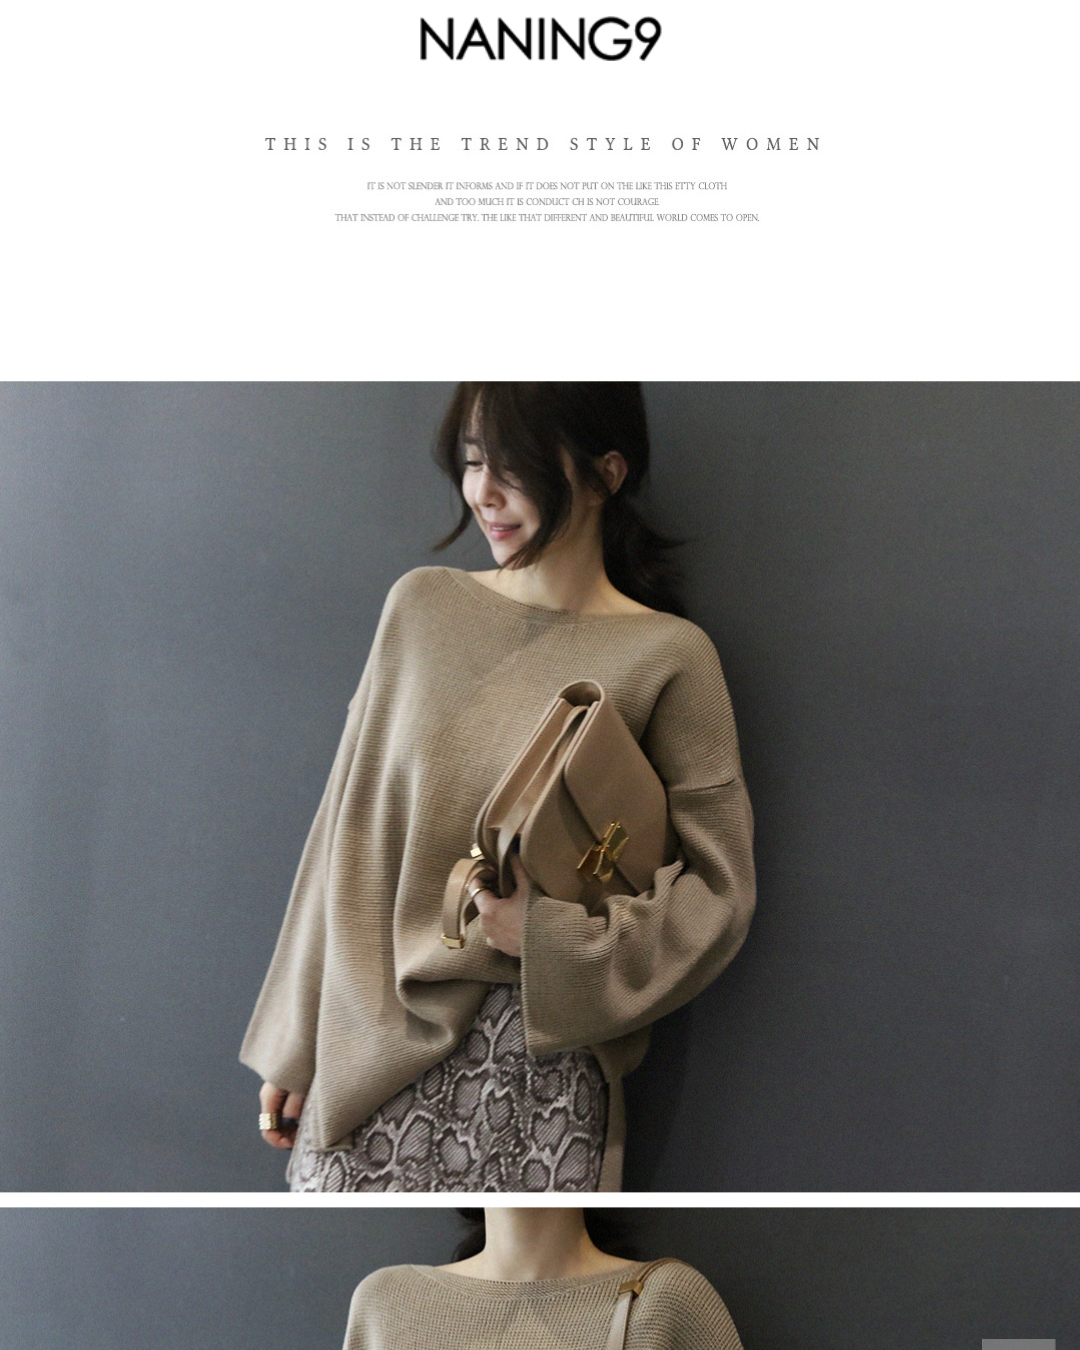 NANING9
THIS IS THE TREND STYLE OF WOMEN
IT IS NOT SLENDER IT INFORMS AND IF IT DOES NOT PUT ON THE LIKE THIS ETTY CLOTH
AND TOO MUCH IT IS CONDUCT CH IS NOT COURAGE
THAT INSTEAD OF CHALLENGE TRY. THE LIKE THAT DIFFERENT AND BEAUTIFUL WORLD COMES TO OPEN.